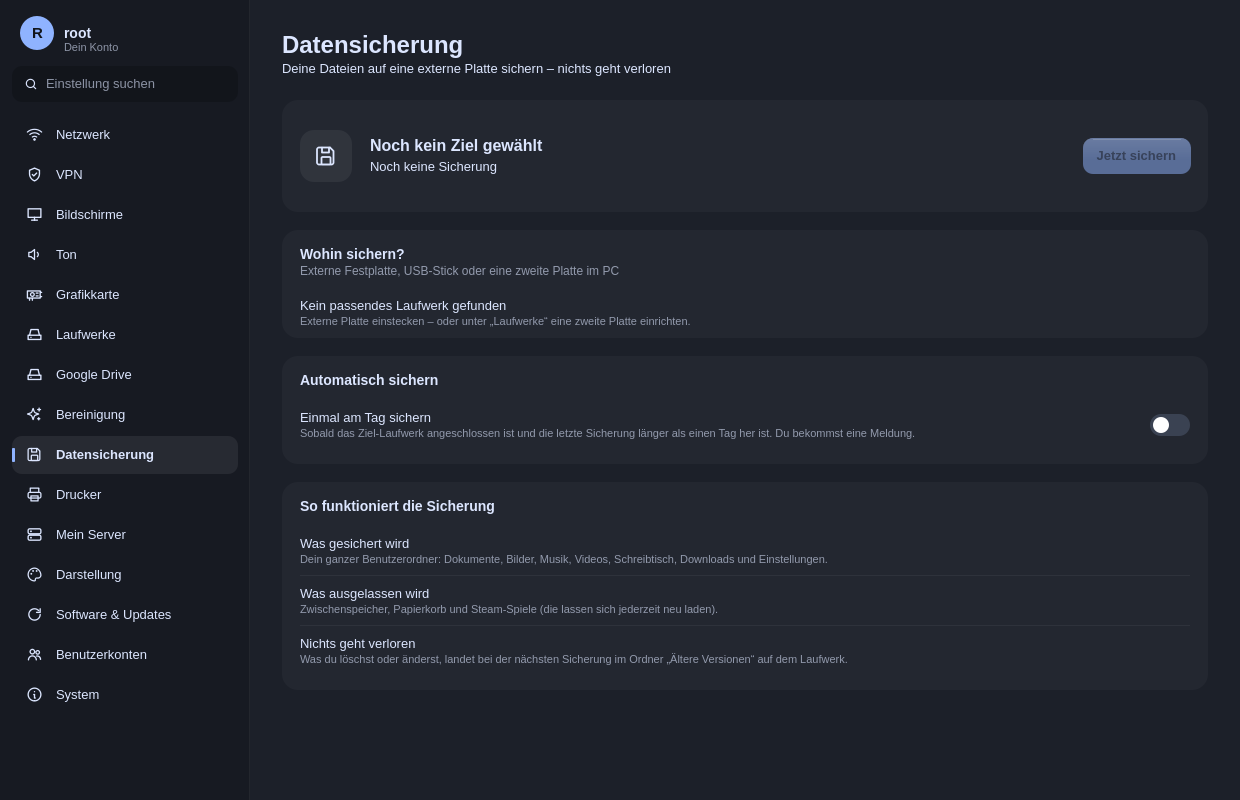 R
root
Dein Konto
Einstellung suchen
Netzwerk
VPN
Bildschirme
Ton
Grafikkarte
Laufwerke
Google Drive
Bereinigung
Datensicherung
Drucker
Mein Server
Darstellung
Software & Updates
Benutzerkonten
System
Datensicherung
Deine Dateien auf eine externe Platte sichern – nichts geht verloren
Noch kein Ziel gewählt
Noch keine Sicherung
Jetzt sichern
Wohin sichern?
Externe Festplatte, USB-Stick oder eine zweite Platte im PC
Kein passendes Laufwerk gefunden
Externe Platte einstecken – oder unter „Laufwerke“ eine zweite Platte einrichten.
Automatisch sichern
Einmal am Tag sichern
Sobald das Ziel-Laufwerk angeschlossen ist und die letzte Sicherung länger als einen Tag her ist. Du bekommst eine Meldung.
So funktioniert die Sicherung
Was gesichert wird
Dein ganzer Benutzerordner: Dokumente, Bilder, Musik, Videos, Schreibtisch, Downloads und Einstellungen.
Was ausgelassen wird
Zwischenspeicher, Papierkorb und Steam-Spiele (die lassen sich jederzeit neu laden).
Nichts geht verloren
Was du löschst oder änderst, landet bei der nächsten Sicherung im Ordner „Ältere Versionen“ auf dem Laufwerk.